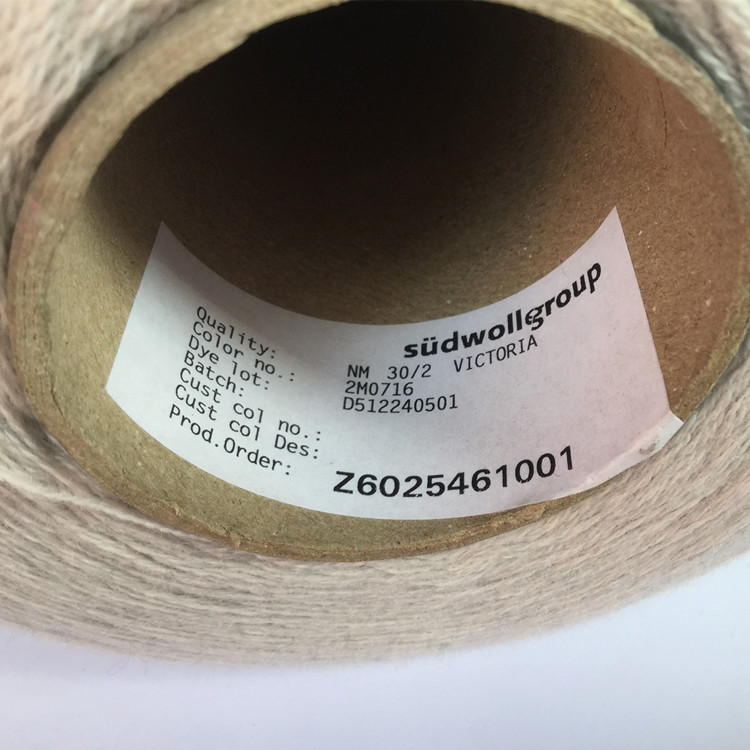 südwollgroup
Quality: NM 30/2 VICTORIA
Color no.: 2M0716
Dye lot: D512240501
Batch:
Cust col no.:
Cust col Des:
Prod.Order: Z6025461001